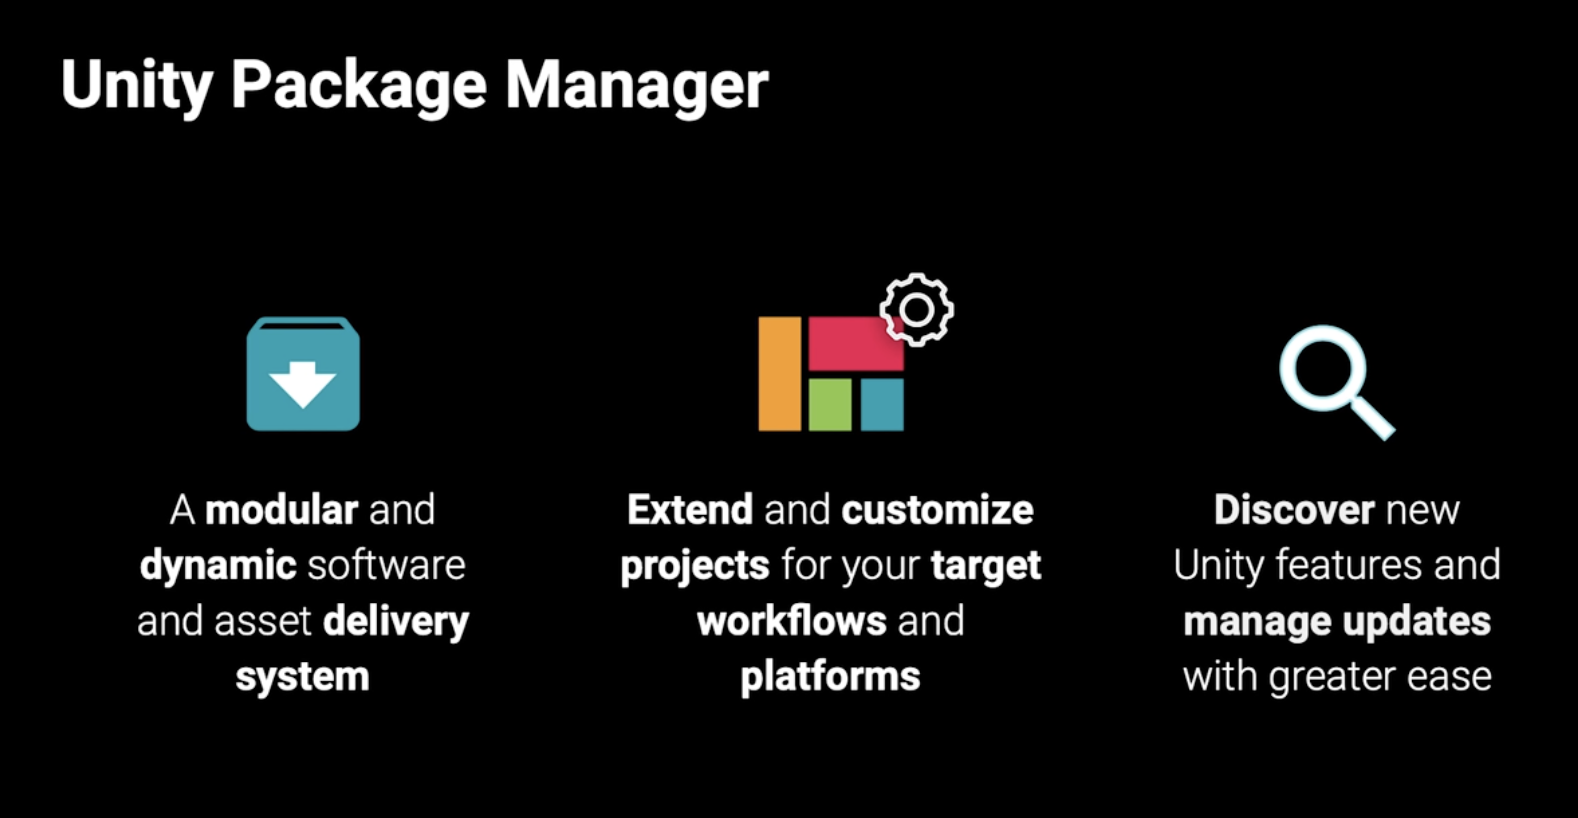 Unity Package Manager
A modular and
dynamic software
and asset delivery
system
Extend and customize
projects for your target
workflows and
platforms
Discover new
Unity features and
manage updates
with greater ease